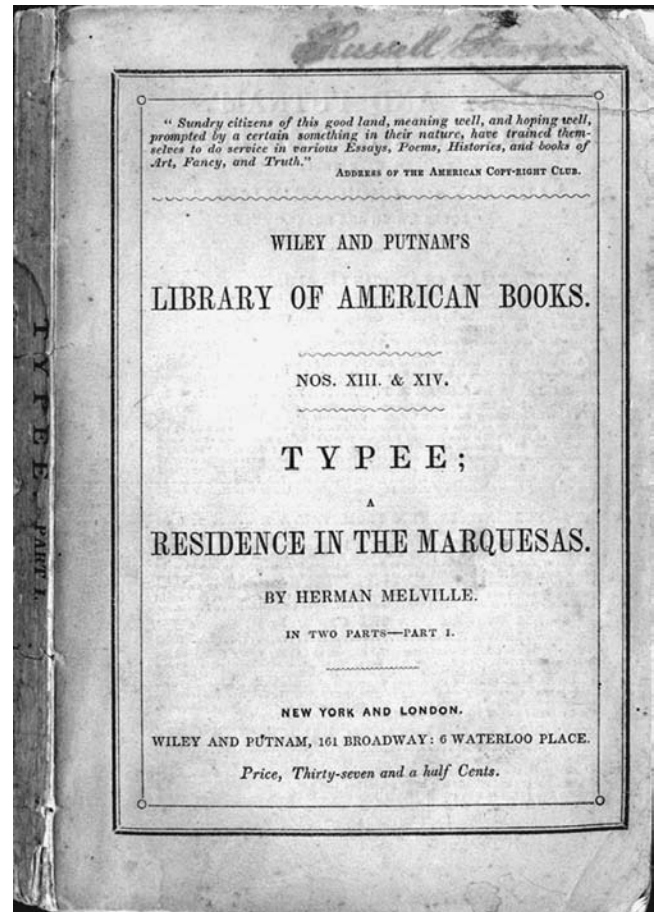 Russell
“ Sundry citizens of this good land, meaning well, and hoping well,
prompted by a certain something in their nature, have trained them-
selves to do service in various Essays, Poems, Histories, and books of
Art, Fancy, and Truth.”
ADDRESS OF THE AMERICAN COPY-RIGHT CLUB.
WILEY AND PUTNAM'S
LIBRARY OF AMERICAN BOOKS.
NOS. XIII. & XIV.
TYPEE;
A
RESIDENCE IN THE MARQUESAS.
BY HERMAN MELVILLE.
IN TWO PARTS—PART I.
NEW YORK AND LONDON.
WILEY AND PUTNAM, 161 BROADWAY: 6 WATERLOO PLACE.
Price, Thirty-seven and a half Cents.
TYPEE. PART I.